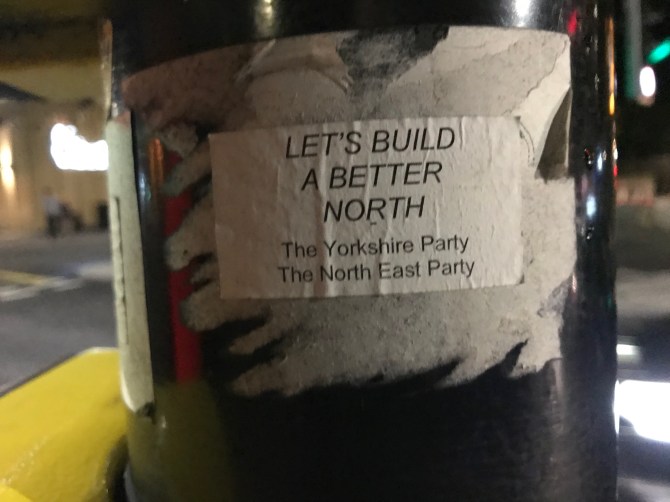 LET'S BUILD
A BETTER
NORTH
The Yorkshire Party
The North East Party